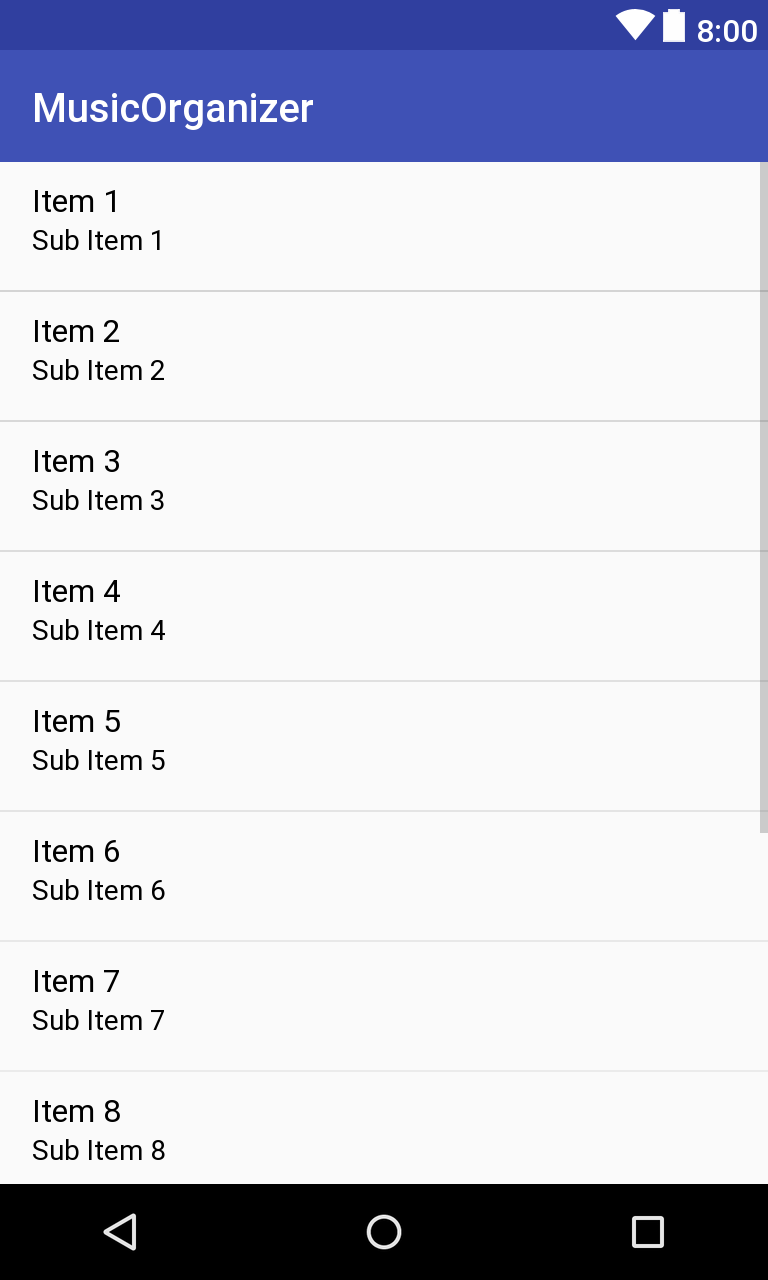 8:00
MusicOrganizer
Item 1
Sub Item 1
Item 2
Sub Item 2
Item 3
Sub Item 3
Item 4
Sub Item 4
Item 5
Sub Item 5
Item 6
Sub Item 6
Item 7
Sub Item 7
Item 8
Sub Item 8